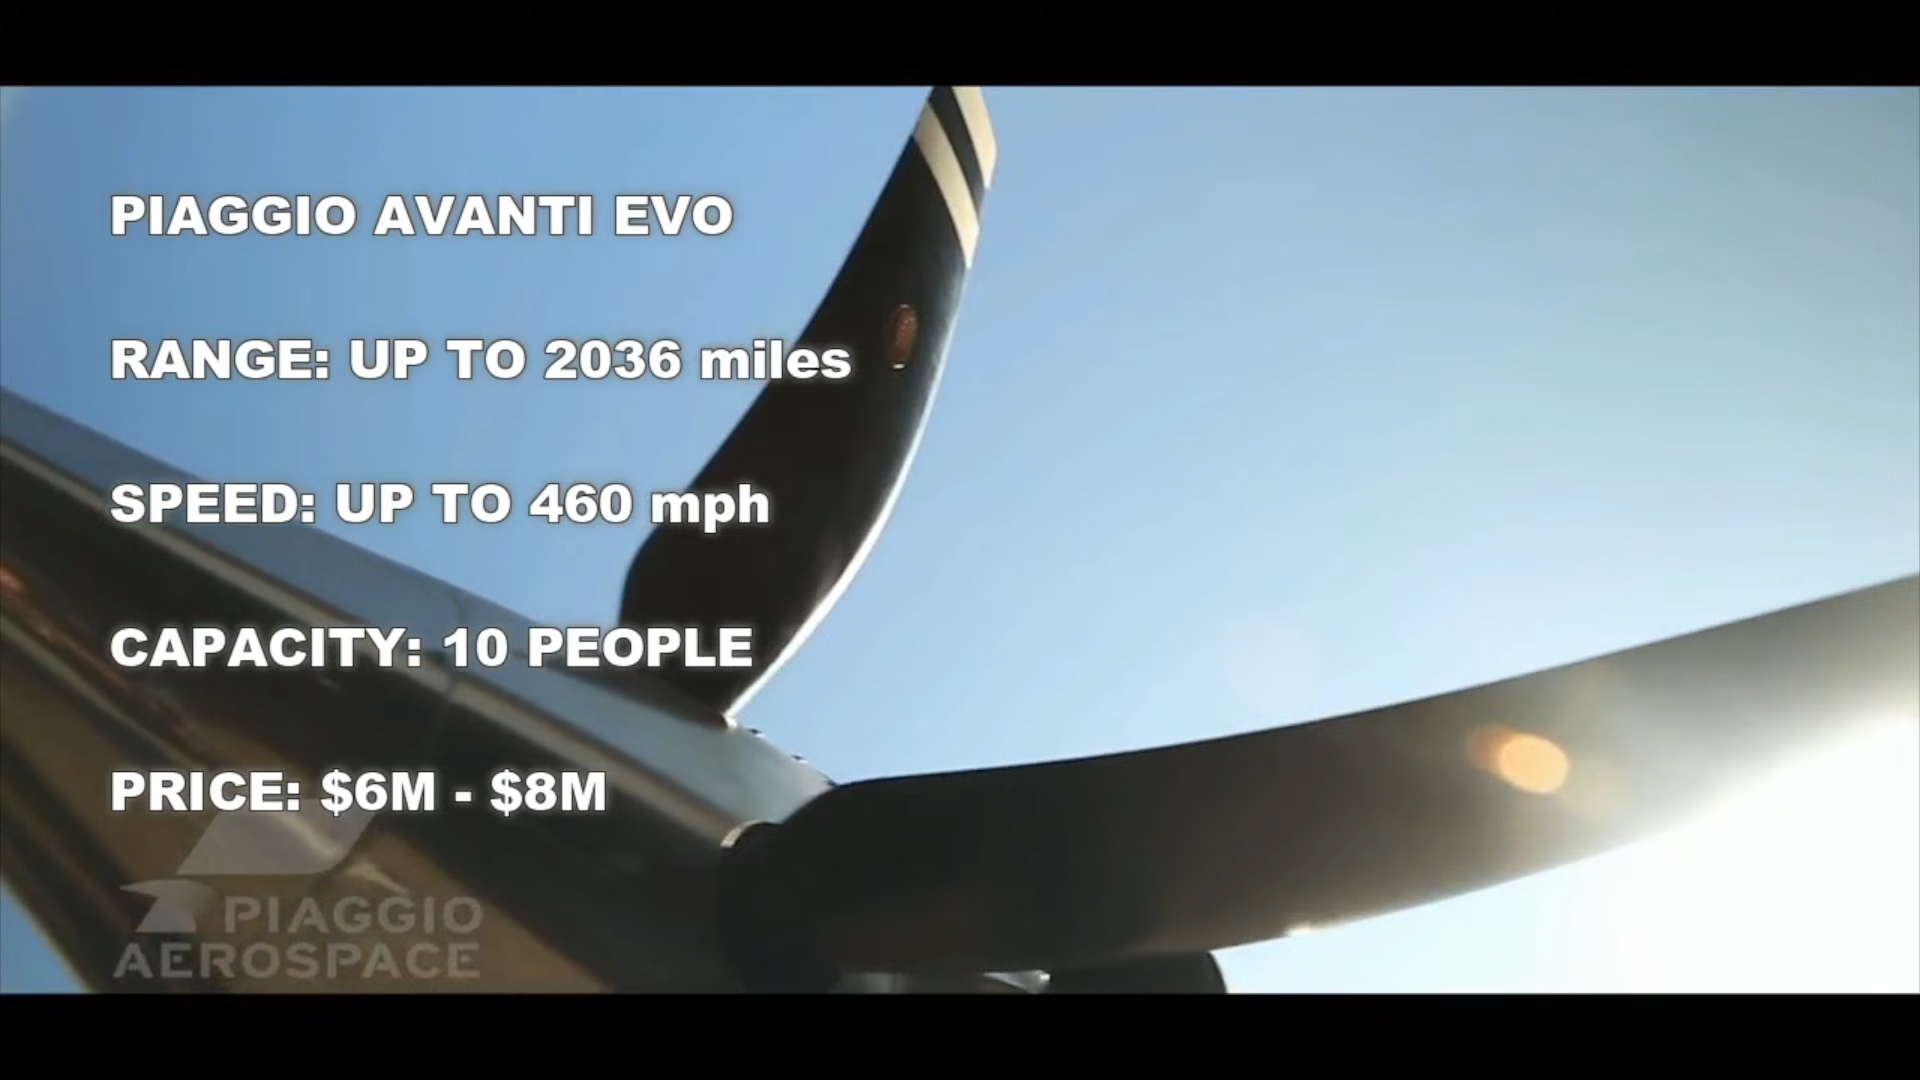 PIAGGIO AVANTI EVO
RANGE: UP TO 2036 miles
SPEED: UP TO 460 mph
CAPACITY: 10 PEOPLE
PRICE: $6M - $8M
PIAGGIO
AEROSPACE